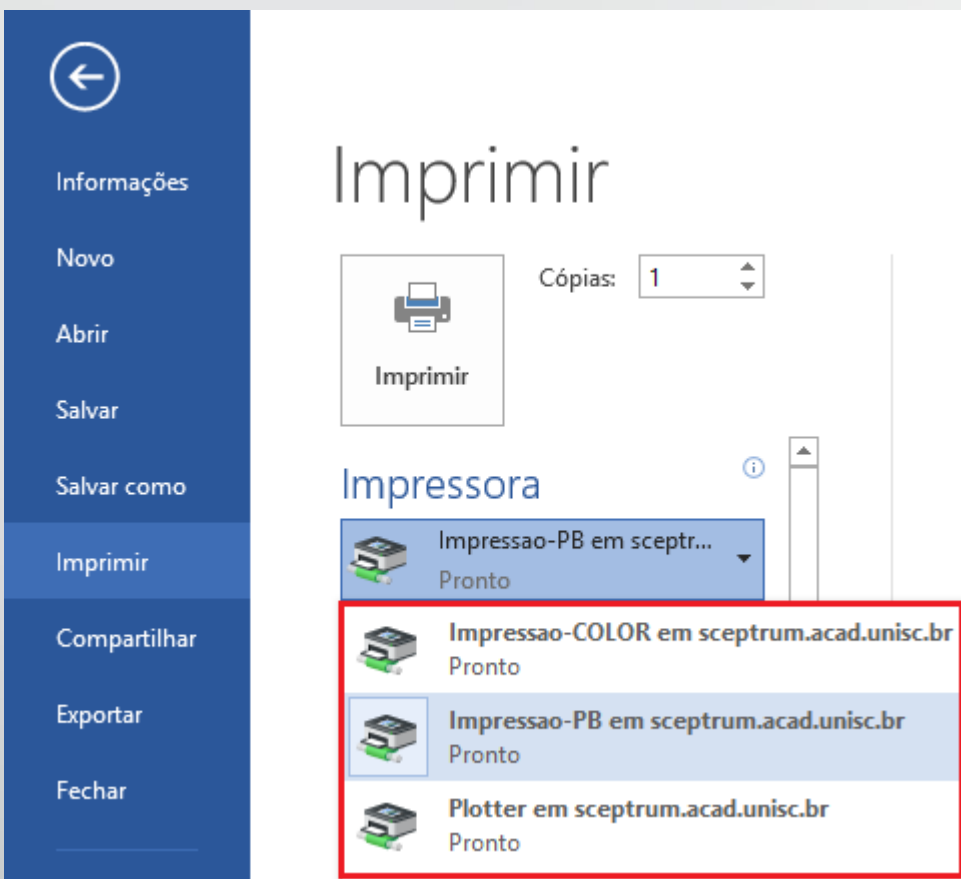 Informações
Novo
Abrir
Salvar
Salvar como
Imprimir
Compartilhar
Exportar
Fechar
Imprimir
Cópias: 1
Imprimir
Impressora
Impressao-PB em sceptr...
Pronto
Impressao-COLOR em sceptrum.acad.unisc.br
Pronto
Impressao-PB em sceptrum.acad.unisc.br
Pronto
Plotter em sceptrum.acad.unisc.br
Pronto